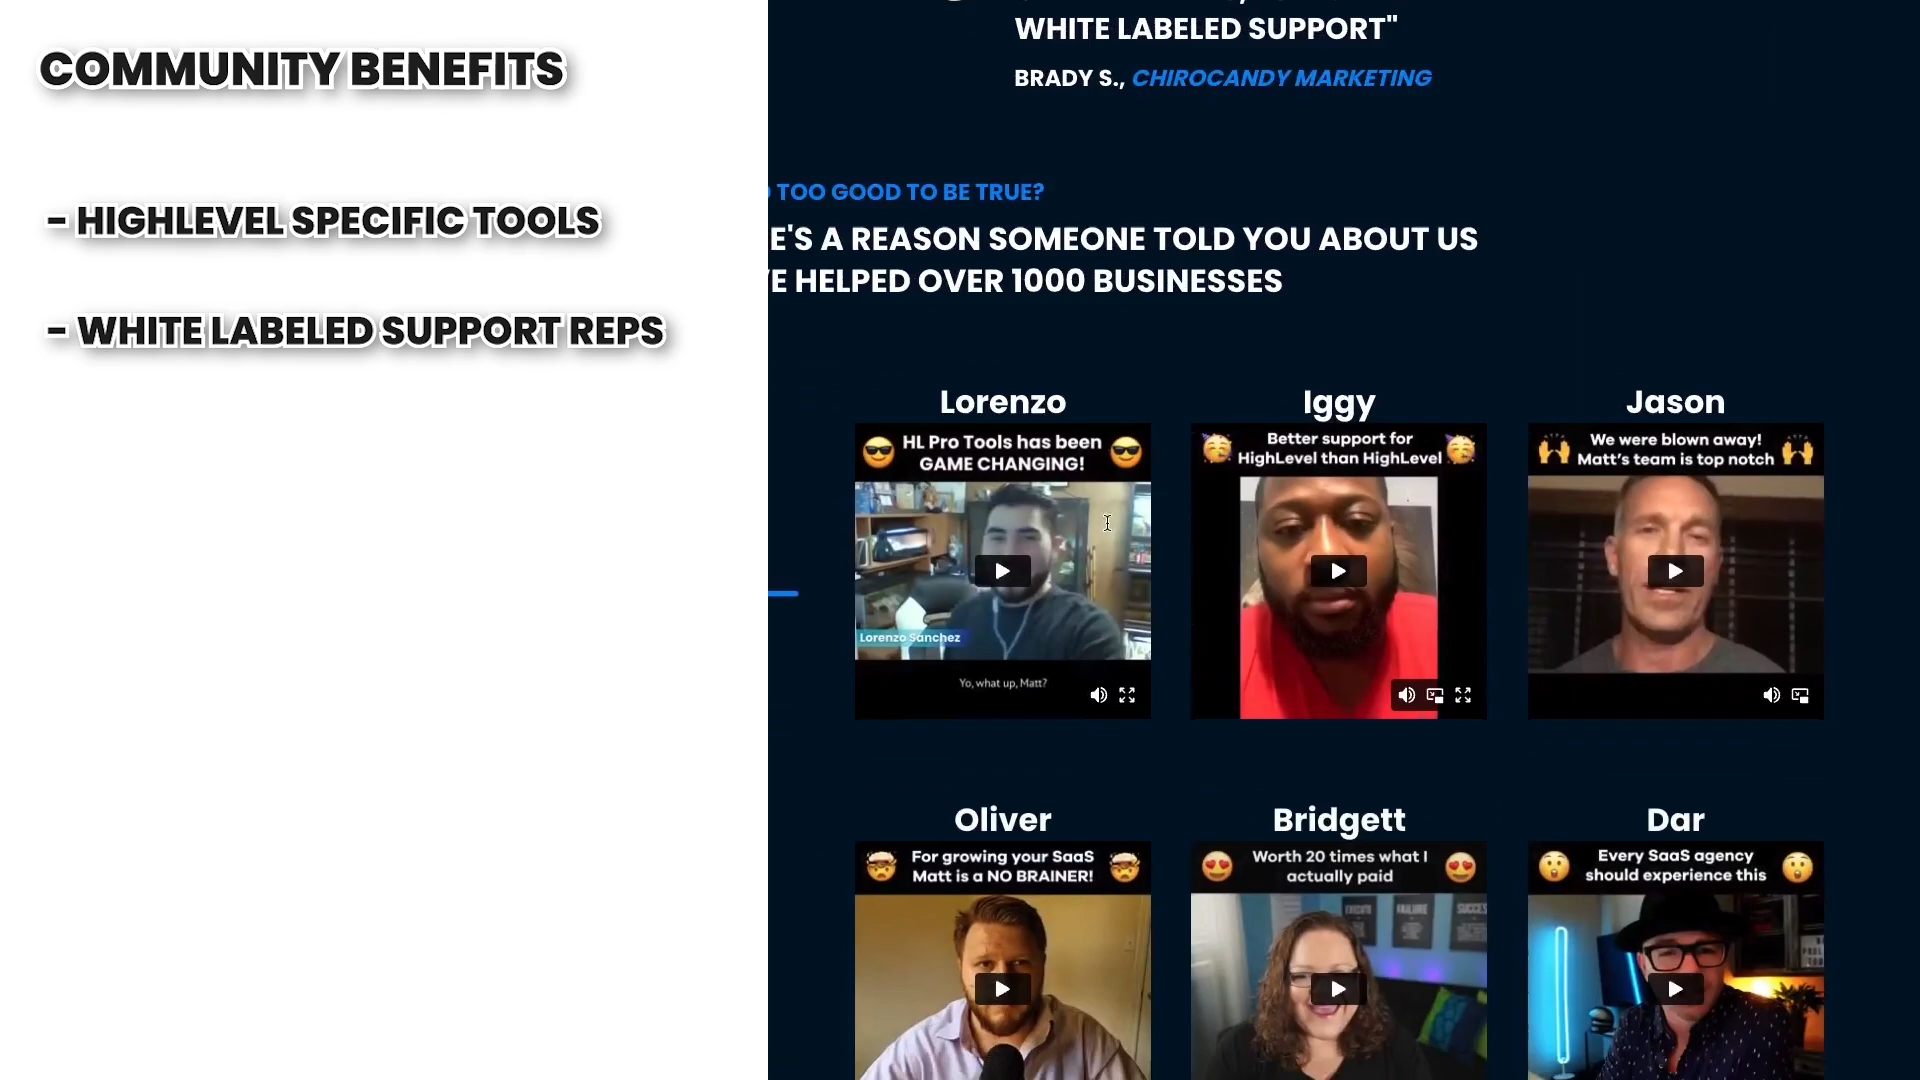 COMMUNITY BENEFITS
- HIGHLEVEL SPECIFIC TOOLS
- WHITE LABELED SUPPORT REPS
WHITE LABELED SUPPORT"
BRADY S., CHIROCANDY MARKETING
TOO GOOD TO BE TRUE?
E'S A REASON SOMEONE TOLD YOU ABOUT US
E HELPED OVER 1000 BUSINESSES
Lorenzo
Iggy
Jason
HL Pro Tools has been
GAME CHANGING!
Better support for
HighLevel than HighLevel
We were blown away!
Matt's team is top notch
Lorenzo Sanchez
Yo, what up, Matt?
Oliver
Bridgett
Dar
For growing your SaaS
Matt is a NO BRAINER!
Worth 20 times what I
actually paid
Every SaaS agency
should experience this
FAILURE